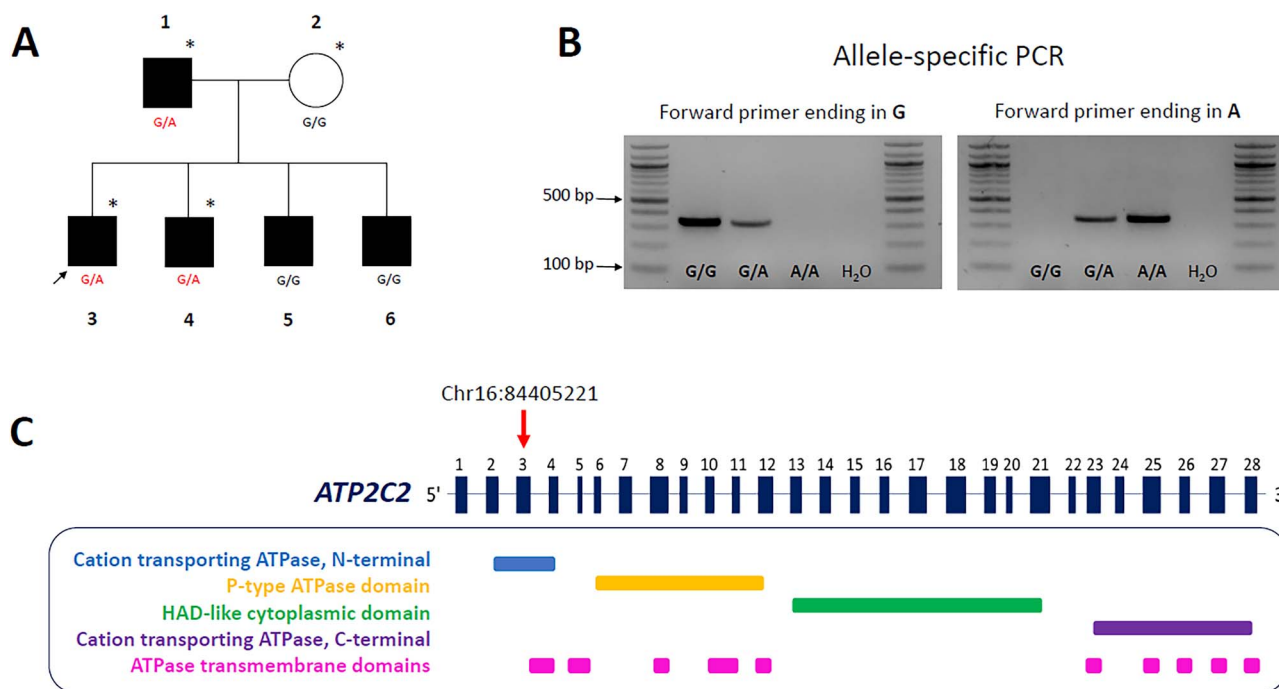 A
1
2
*
*
G/A
G/G
*
*
G/A
G/A
G/G
G/G
3
4
5
6
B
Allele-specific PCR
Forward primer ending in G
Forward primer ending in A
500 bp
100 bp
G/G G/A A/A H₂O
G/G G/A A/A H₂O
C
Chr16:84405221
1 2 3 4 5 6 7 8 9 10 11 12 13 14 15 16 17 18 19 20 21 22 23 24 25 26 27 28
ATP2C2 5'
Cation transporting ATPase, N-terminal
P-type ATPase domain
HAD-like cytoplasmic domain
Cation transporting ATPase, C-terminal
ATPase transmembrane domains